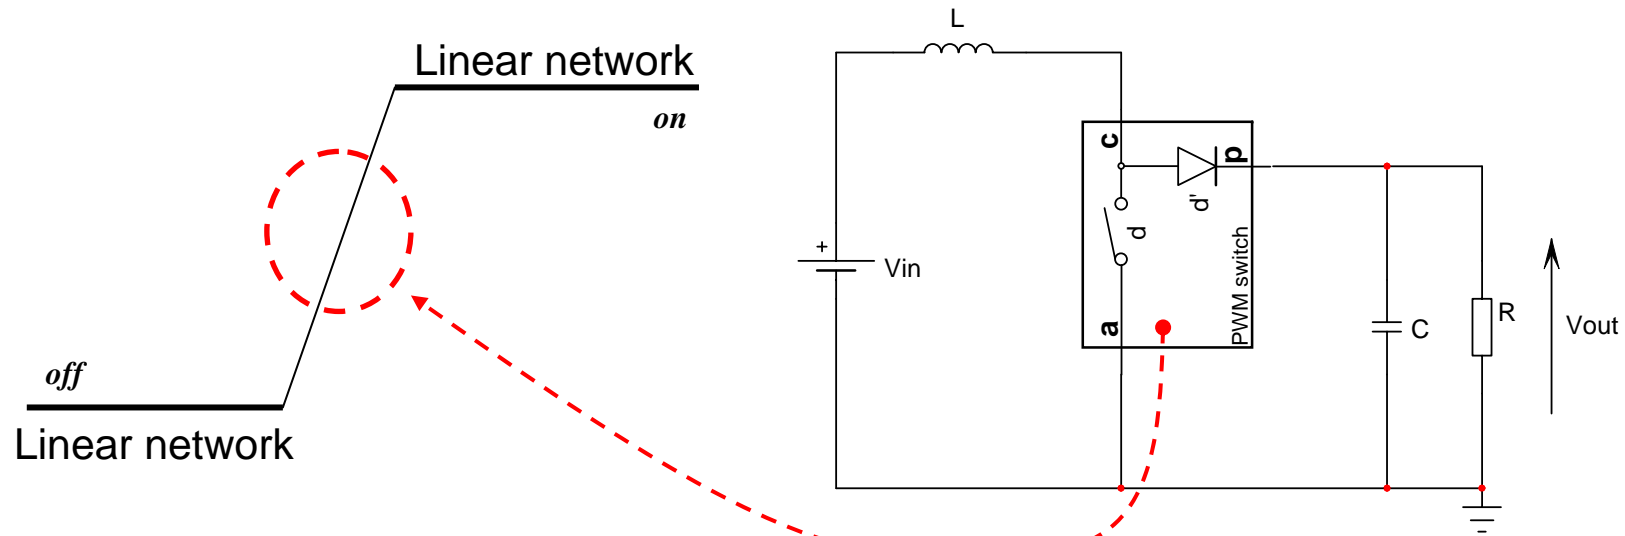 Linear network
on
off
Linear network
L
c
p
d'
d
a
PWM switch
+
Vin
C
R
Vout